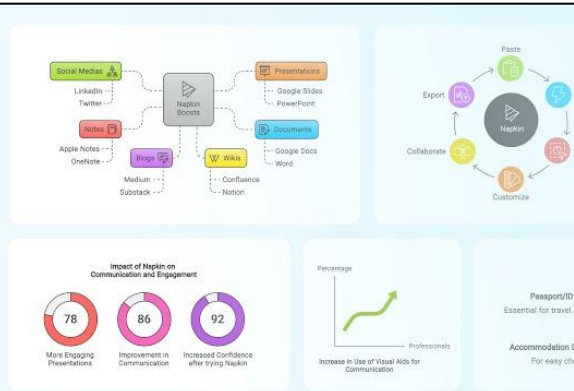 Social Medias
LinkedIn
Twitter
Notes
Apple Notes
OneNote
Blogs
Medium
Substack
Napkin
Boosts
Presentations
Google Slides
PowerPoint
Documents
Google Docs
Word
Wikis
Confluence
Notion
Paste
Export
Napkin
Collaborate
Customize
Impact of Napkin on
Communication and Engagement
78
86
92
More Engaging
Presentations
Improvement in
Communication
Increased Confidence
after trying Napkin
Percentage
Professionals
Increase in Use of Visual Aids for
Communication
Passport/ID
Essential for travel.
Accommodation
For easy